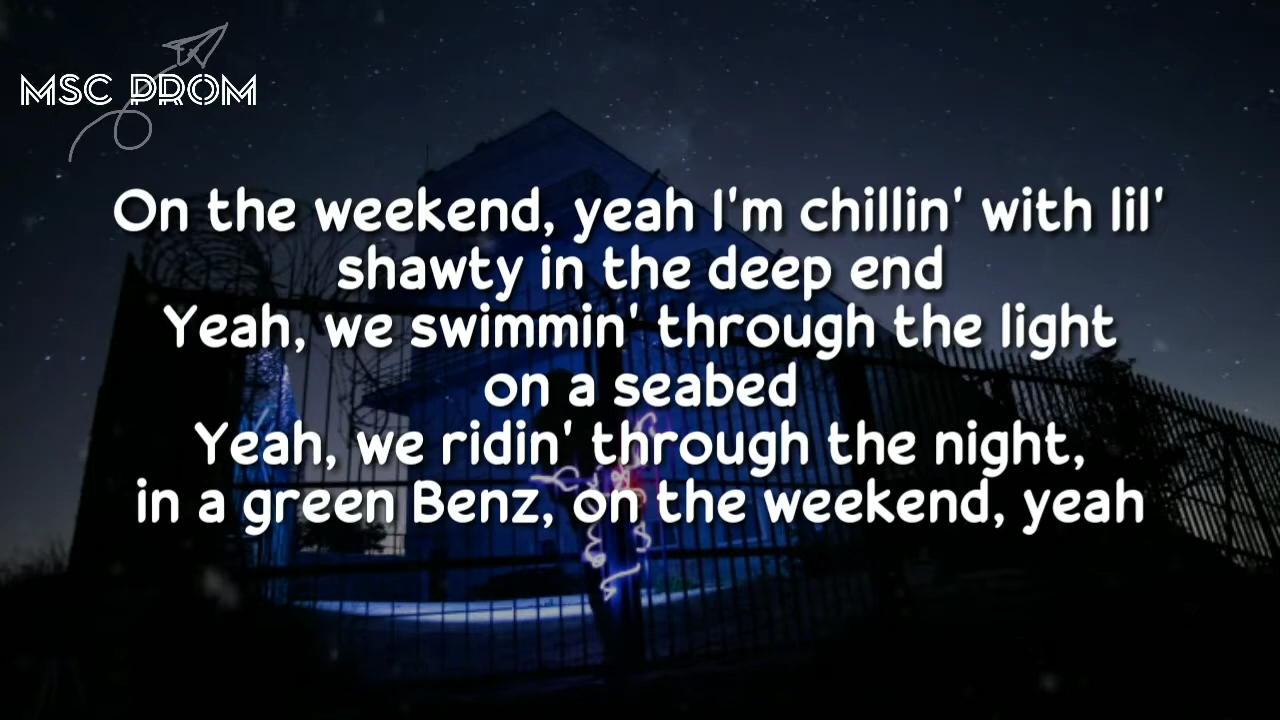 MSC PROM
On the weekend, yeah I'm chillin' with lil'
shawty in the deep end
Yeah, we swimmin' through the light
on a seabed
Yeah, we ridin' through the night,
in a green Benz, on the weekend, yeah